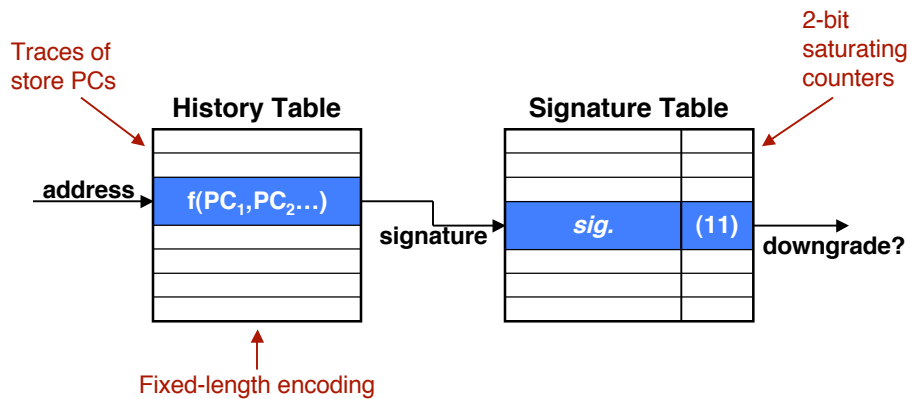 Traces of
store PCs
2-bit
saturating
counters
History Table
Signature Table
address
f(PC₁,PC₂…)
signature
sig.
(11)
downgrade?
Fixed-length encoding